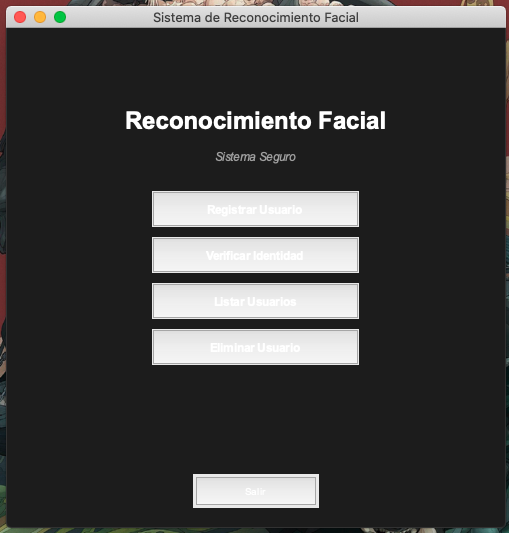 Sistema de Reconocimiento Facial
Reconocimiento Facial
Sistema Seguro
Registrar Usuario
Verificar Identidad
Listar Usuarios
Eliminar Usuario
Salir